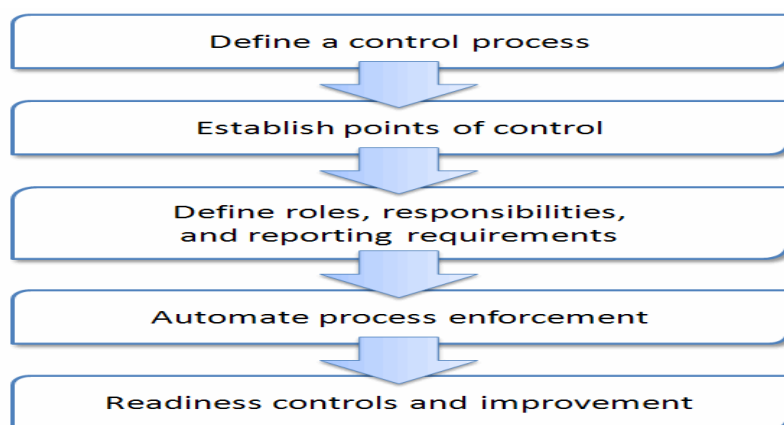 Define a control process
Establish points of control
Define roles, responsibilities,
and reporting requirements
Automate process enforcement
Readiness controls and improvement